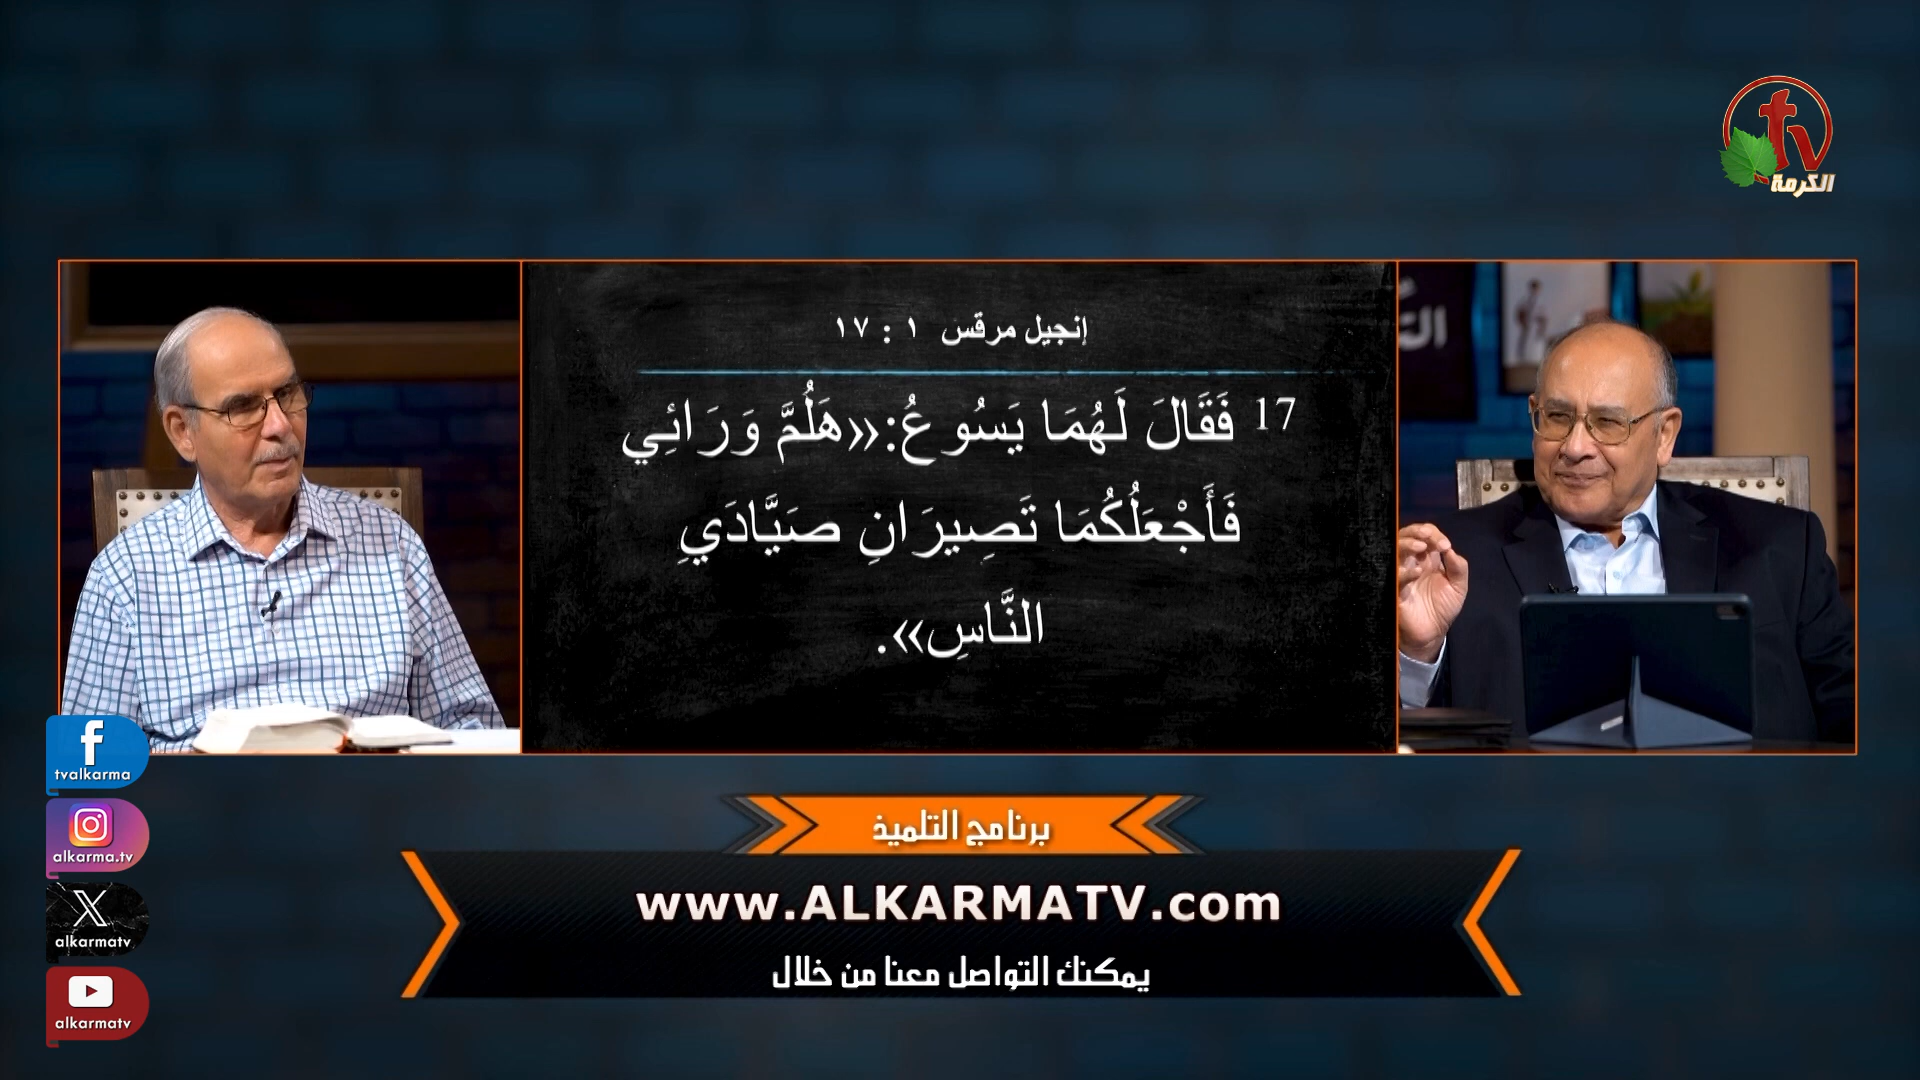 tv
الكرمة
إنجيل مرقس ١ : ١٧
17 فَقَالَ لَهُمَا يَسُوعُ:«هَلُمَّ وَرَائِي
فَأَجْعَلُكُمَا تَصِيرَانِ صَيَّادَيِ
النَّاسِ».
f
tvalkarma
alkarma.tv
X
alkarmatv
alkarmatv
برنامج التلميذ
www.ALKARMATV.com
يمكنك التواصل معنا من خلال